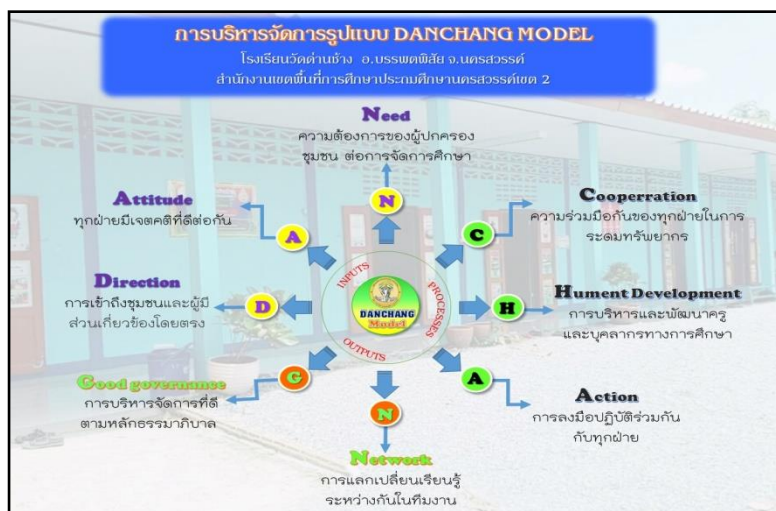 การบริหารจัดการรูปแบบ DANCHANG MODEL
โรงเรียนวัดด่านช้าง อ.บรรพตพิสัย จ.นครสวรรค์
สำนักงานเขตพื้นที่การศึกษาประถมศึกษานครสวรรค์เขต 2
Need
ความต้องการของผู้ปกครอง
ชุมชน ต่อการจัดการศึกษา
N
Attitude
ทุกฝ่ายมีเจตคติที่ดีต่อกัน
A
Cooperration
ความร่วมมือกันของทุกฝ่ายในการ
ระดมทรัพยากร
C
Direction
การเข้าถึงชุมชนและผู้มี
ส่วนเกี่ยวข้องโดยตรง
D
INPUTS
PROCESSES
OUTPUTS
DANCHANG
Model
H
Hument Development
การบริหารและพัฒนาครู
และบุคลากรทางการศึกษา
Good governance
การบริหารจัดการที่ดี
ตามหลักธรรมาภิบาล
G
A
Action
การลงมือปฏิบัติร่วมกัน
กับทุกฝ่าย
N
Network
การแลกเปลี่ยนเรียนรู้
ระหว่างกันในทีมงาน